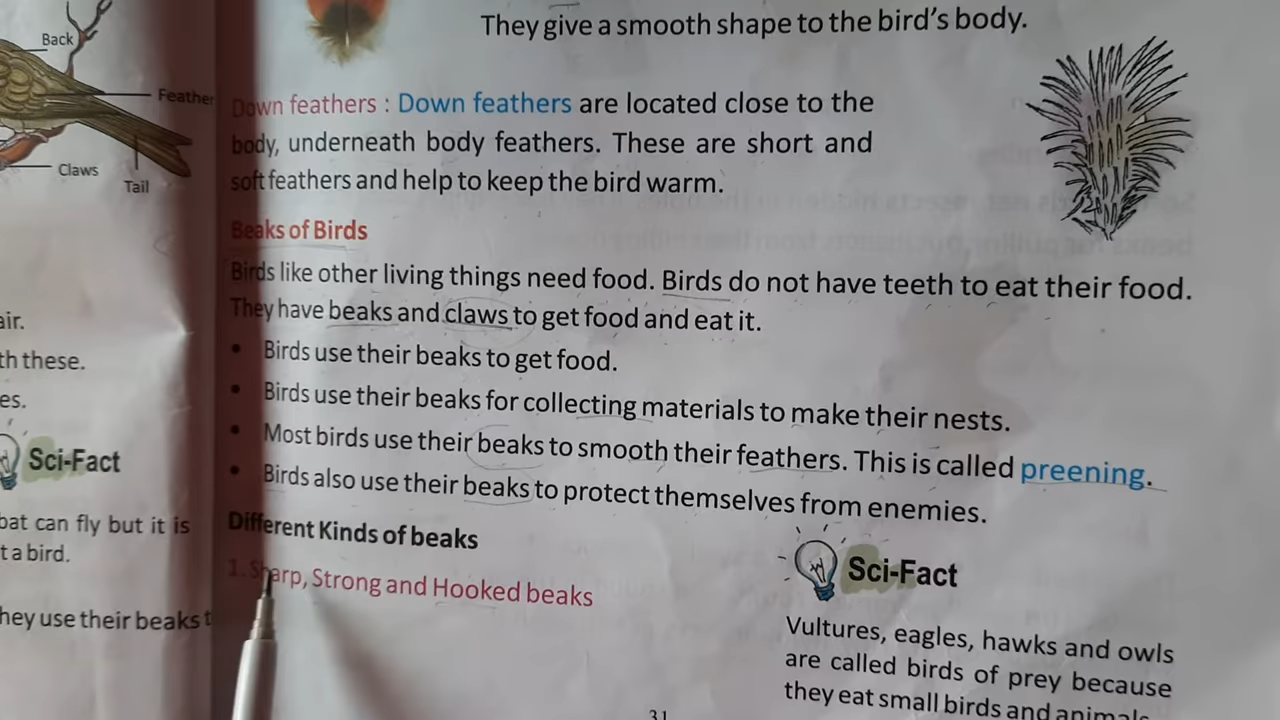 Back
Feather
Claws
Tail
air.
th these.
es.
Sci-Fact
bat can fly but it is
t a bird.
hey use their beaks t
They give a smooth shape to the bird's body.
Down feathers : Down feathers are located close to the
body, underneath body feathers. These are short and
soft feathers and help to keep the bird warm.
Beaks of Birds
Birds like other living things need food. Birds do not have teeth to eat their food.
They have beaks and claws to get food and eat it.
• Birds use their beaks to get food.
• Birds use their beaks for collecting materials to make their nests.
• Most birds use their beaks to smooth their feathers. This is called preening.
• Birds also use their beaks to protect themselves from enemies.
Different Kinds of beaks
1. Sharp, Strong and Hooked beaks
Sci-Fact
Vultures, eagles, hawks and owls
are called birds of prey because
they eat small birds and animals
31